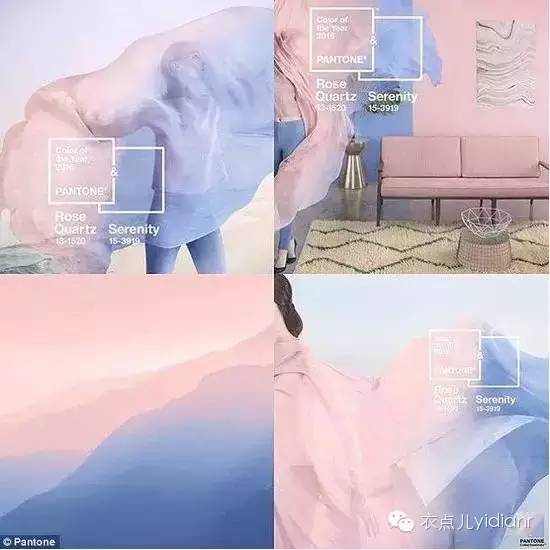 Color of
the Year
2016
&
PANTONE®
Rose
Quartz
13-1520
Serenity
15-3919
Color of
the Year
2016
&
PANTONE®
Rose
Quartz
13-1520
Serenity
15-3919
&
PANTONE®
Rose
Quartz
Serenity
15-3919
© Pantone
衣点儿yidianr
PANTONE